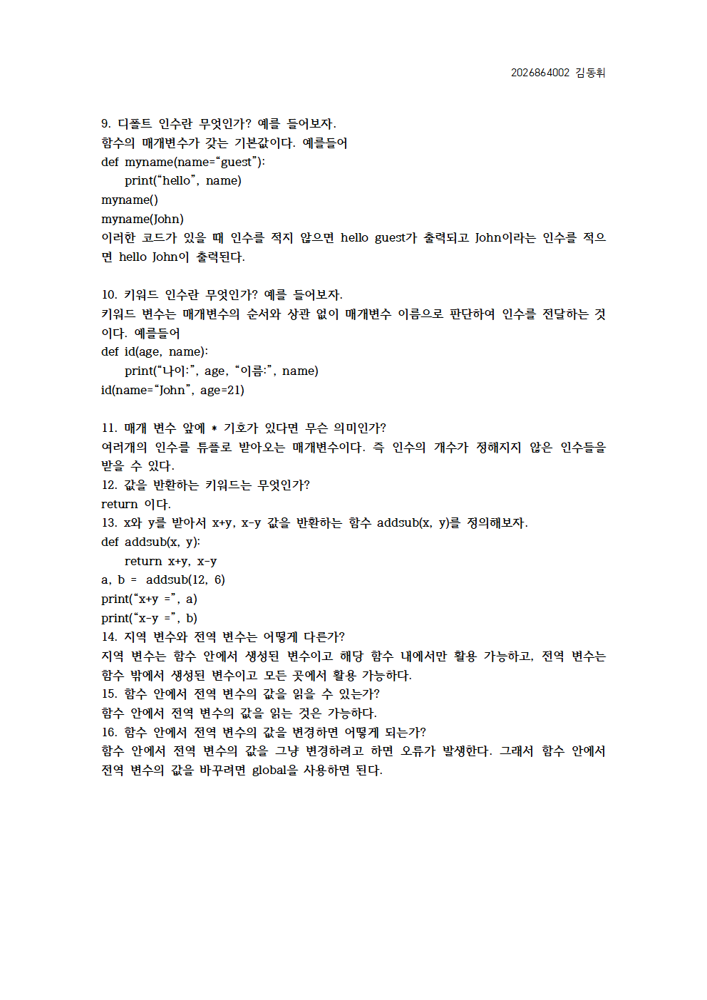 2026864002 김동휘
9. 디폴트 인수란 무엇인가? 예를 들어보자.
함수의 매개변수가 갖는 기본값이다. 예를들어
def myname(name=“guest”):
print(“hello”, name)
myname()
myname(John)
이러한 코드가 있을 때 인수를 적지 않으면 hello guest가 출력되고 John이라는 인수를 적으
면 hello John이 출력된다.
10. 키워드 인수란 무엇인가? 예를 들어보자.
키워드 변수는 매개변수의 순서와 상관 없이 매개변수 이름으로 판단하여 인수를 전달하는 것
이다. 예를들어
def id(age, name):
print(“나이:”, age, “이름:”, name)
id(name=“John”, age=21)
11. 매개 변수 앞에 * 기호가 있다면 무슨 의미인가?
여러개의 인수를 튜플로 받아오는 매개변수이다. 즉 인수의 개수가 정해지지 않은 인수들을
받을 수 있다.
12. 값을 반환하는 키워드는 무엇인가?
return 이다.
13. x와 y를 받아서 x+y, x-y 값을 반환하는 함수 addsub(x, y)를 정의해보자.
def addsub(x, y):
return x+y, x-y
a, b = addsub(12, 6)
print(“x+y =”, a)
print(“x-y =”, b)
14. 지역 변수와 전역 변수는 어떻게 다른가?
지역 변수는 함수 안에서 생성된 변수이고 해당 함수 내에서만 활용 가능하고, 전역 변수는
함수 밖에서 생성된 변수이고 모든 곳에서 활용 가능하다.
15. 함수 안에서 전역 변수의 값을 읽을 수 있는가?
함수 안에서 전역 변수의 값을 읽는 것은 가능하다.
16. 함수 안에서 전역 변수의 값을 변경하면 어떻게 되는가?
함수 안에서 전역 변수의 값을 그냥 변경하려고 하면 오류가 발생한다. 그래서 함수 안에서
전역 변수의 값을 바꾸려면 global을 사용하면 된다.